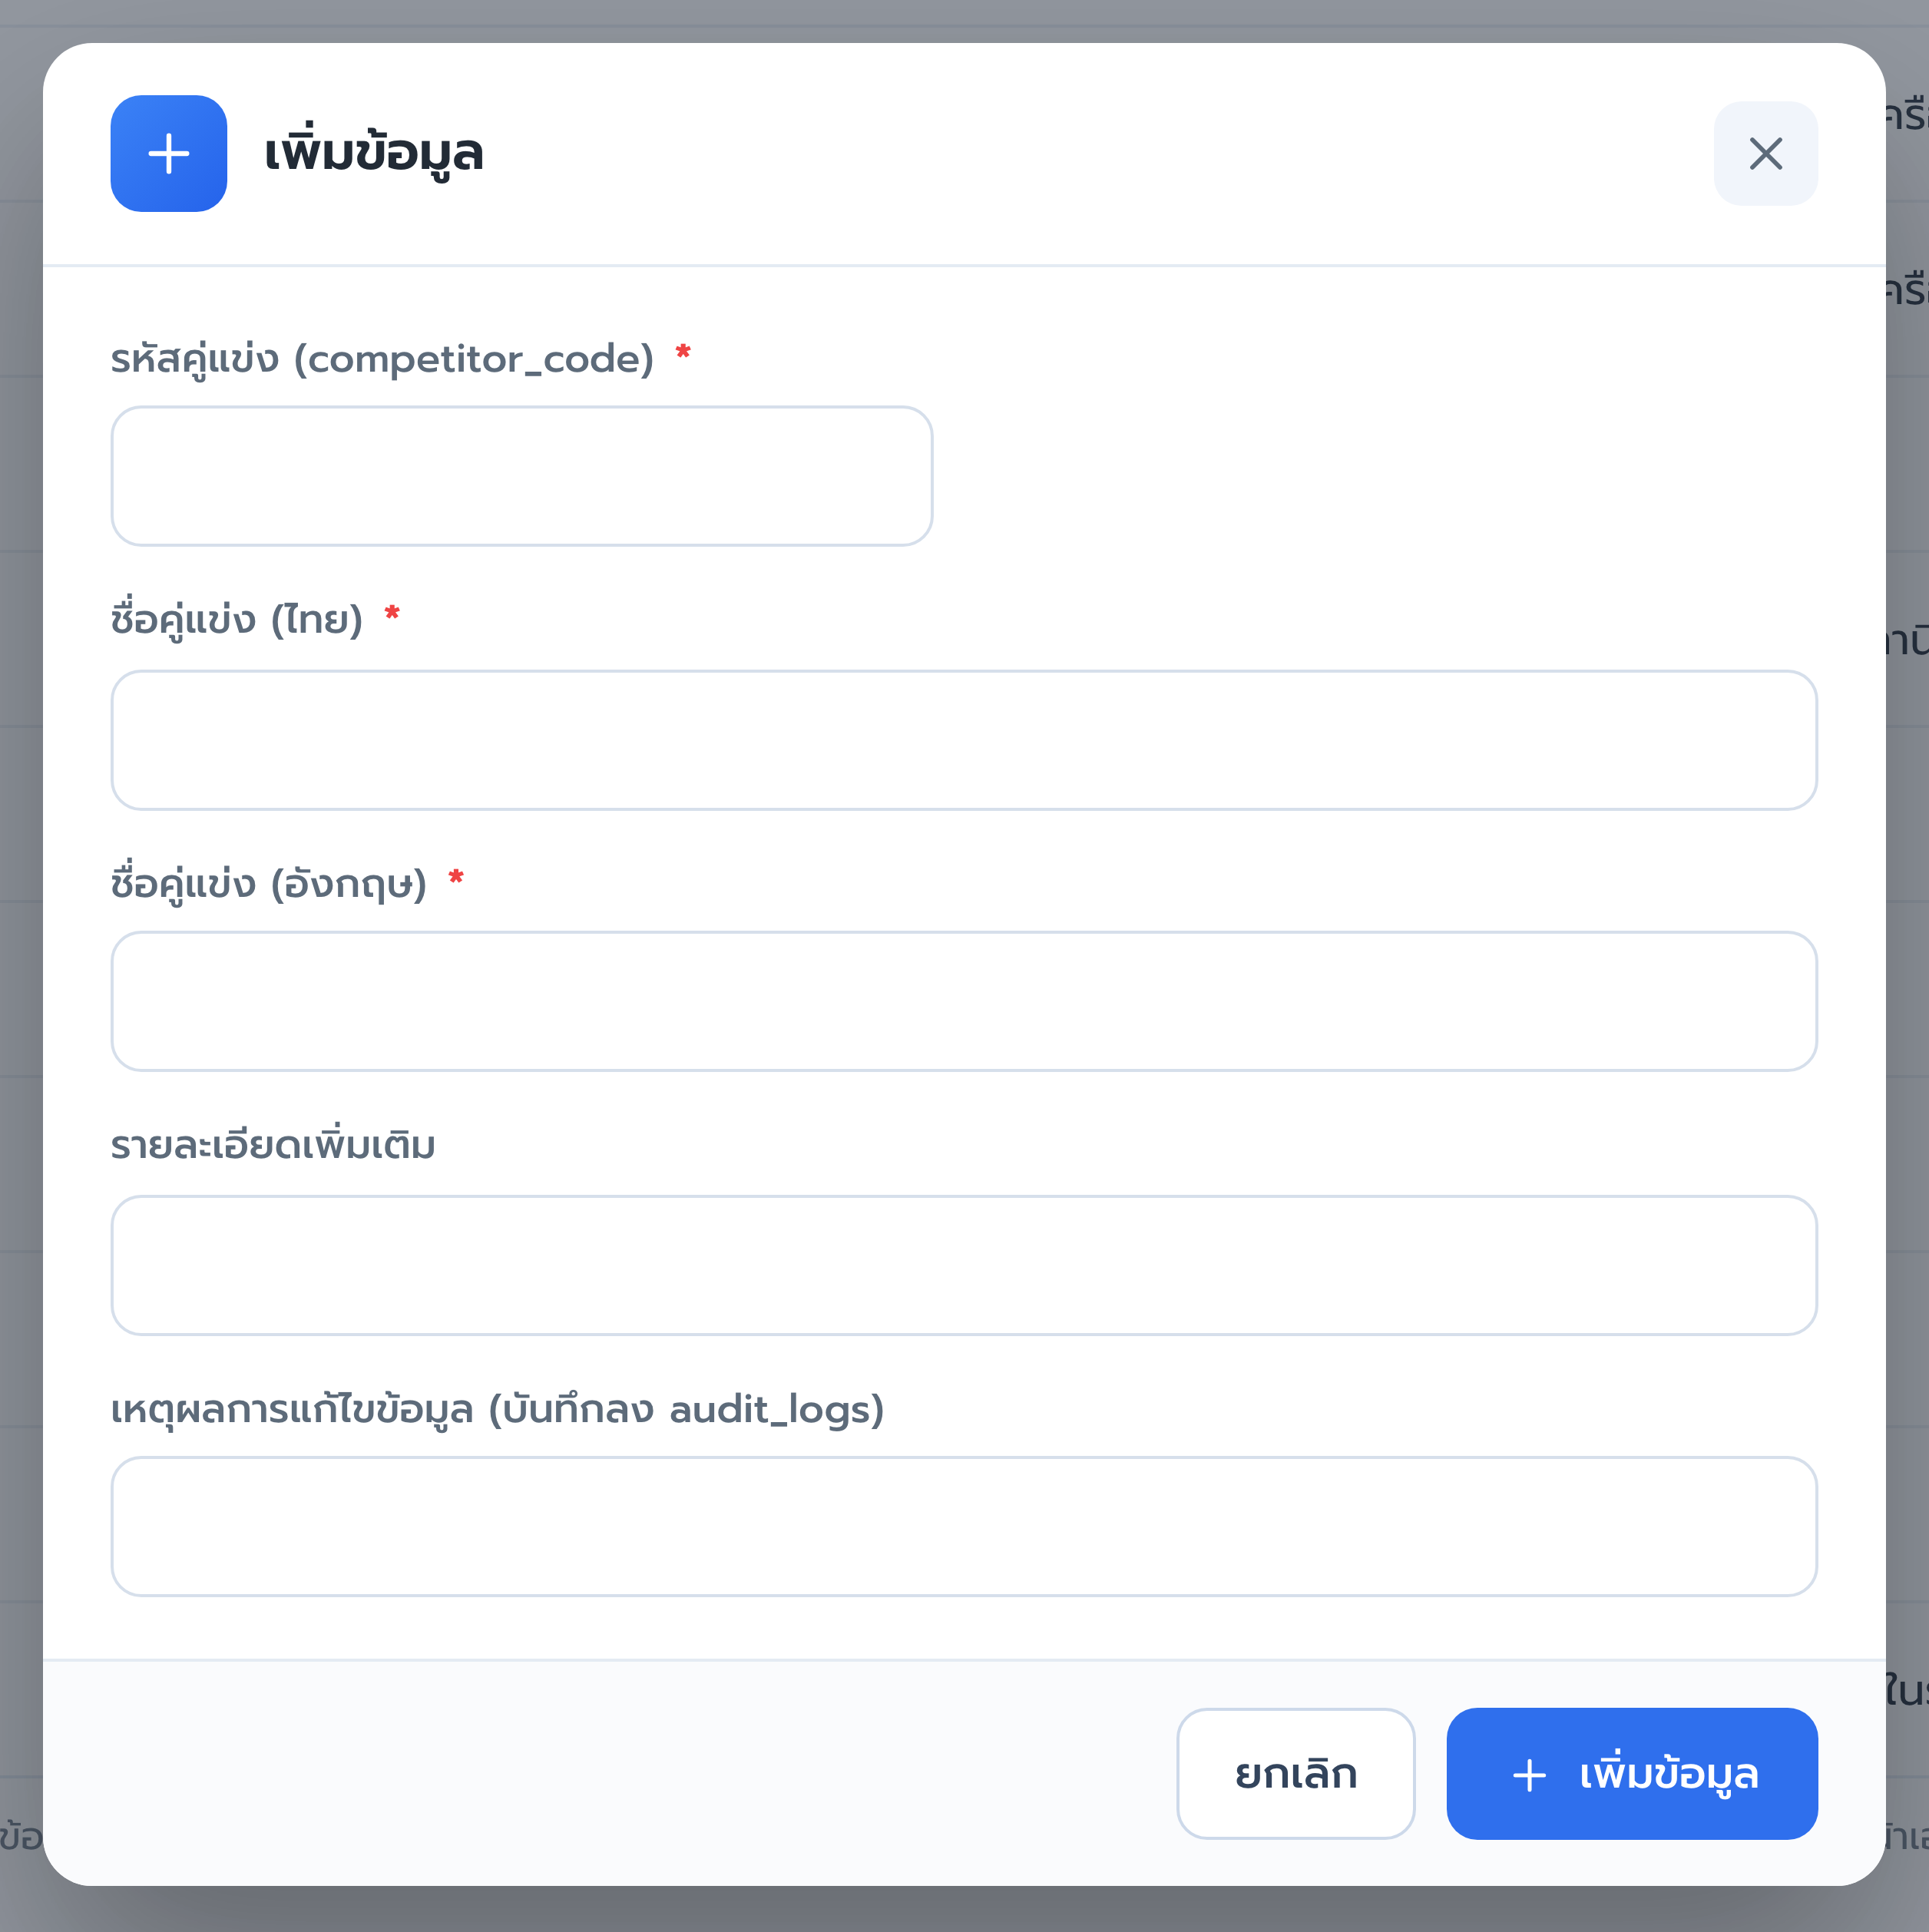 เพิ่มข้อมูล
รหัสคู่แข่ง (competitor_code) *
ชื่อคู่แข่ง (ไทย) *
ชื่อคู่แข่ง (อังกฤษ) *
รายละเอียดเพิ่มเติม
เหตุผลการแก้ไขข้อมูล (บันทึกลง audit_logs)
ยกเลิก
+ เพิ่มข้อมูล